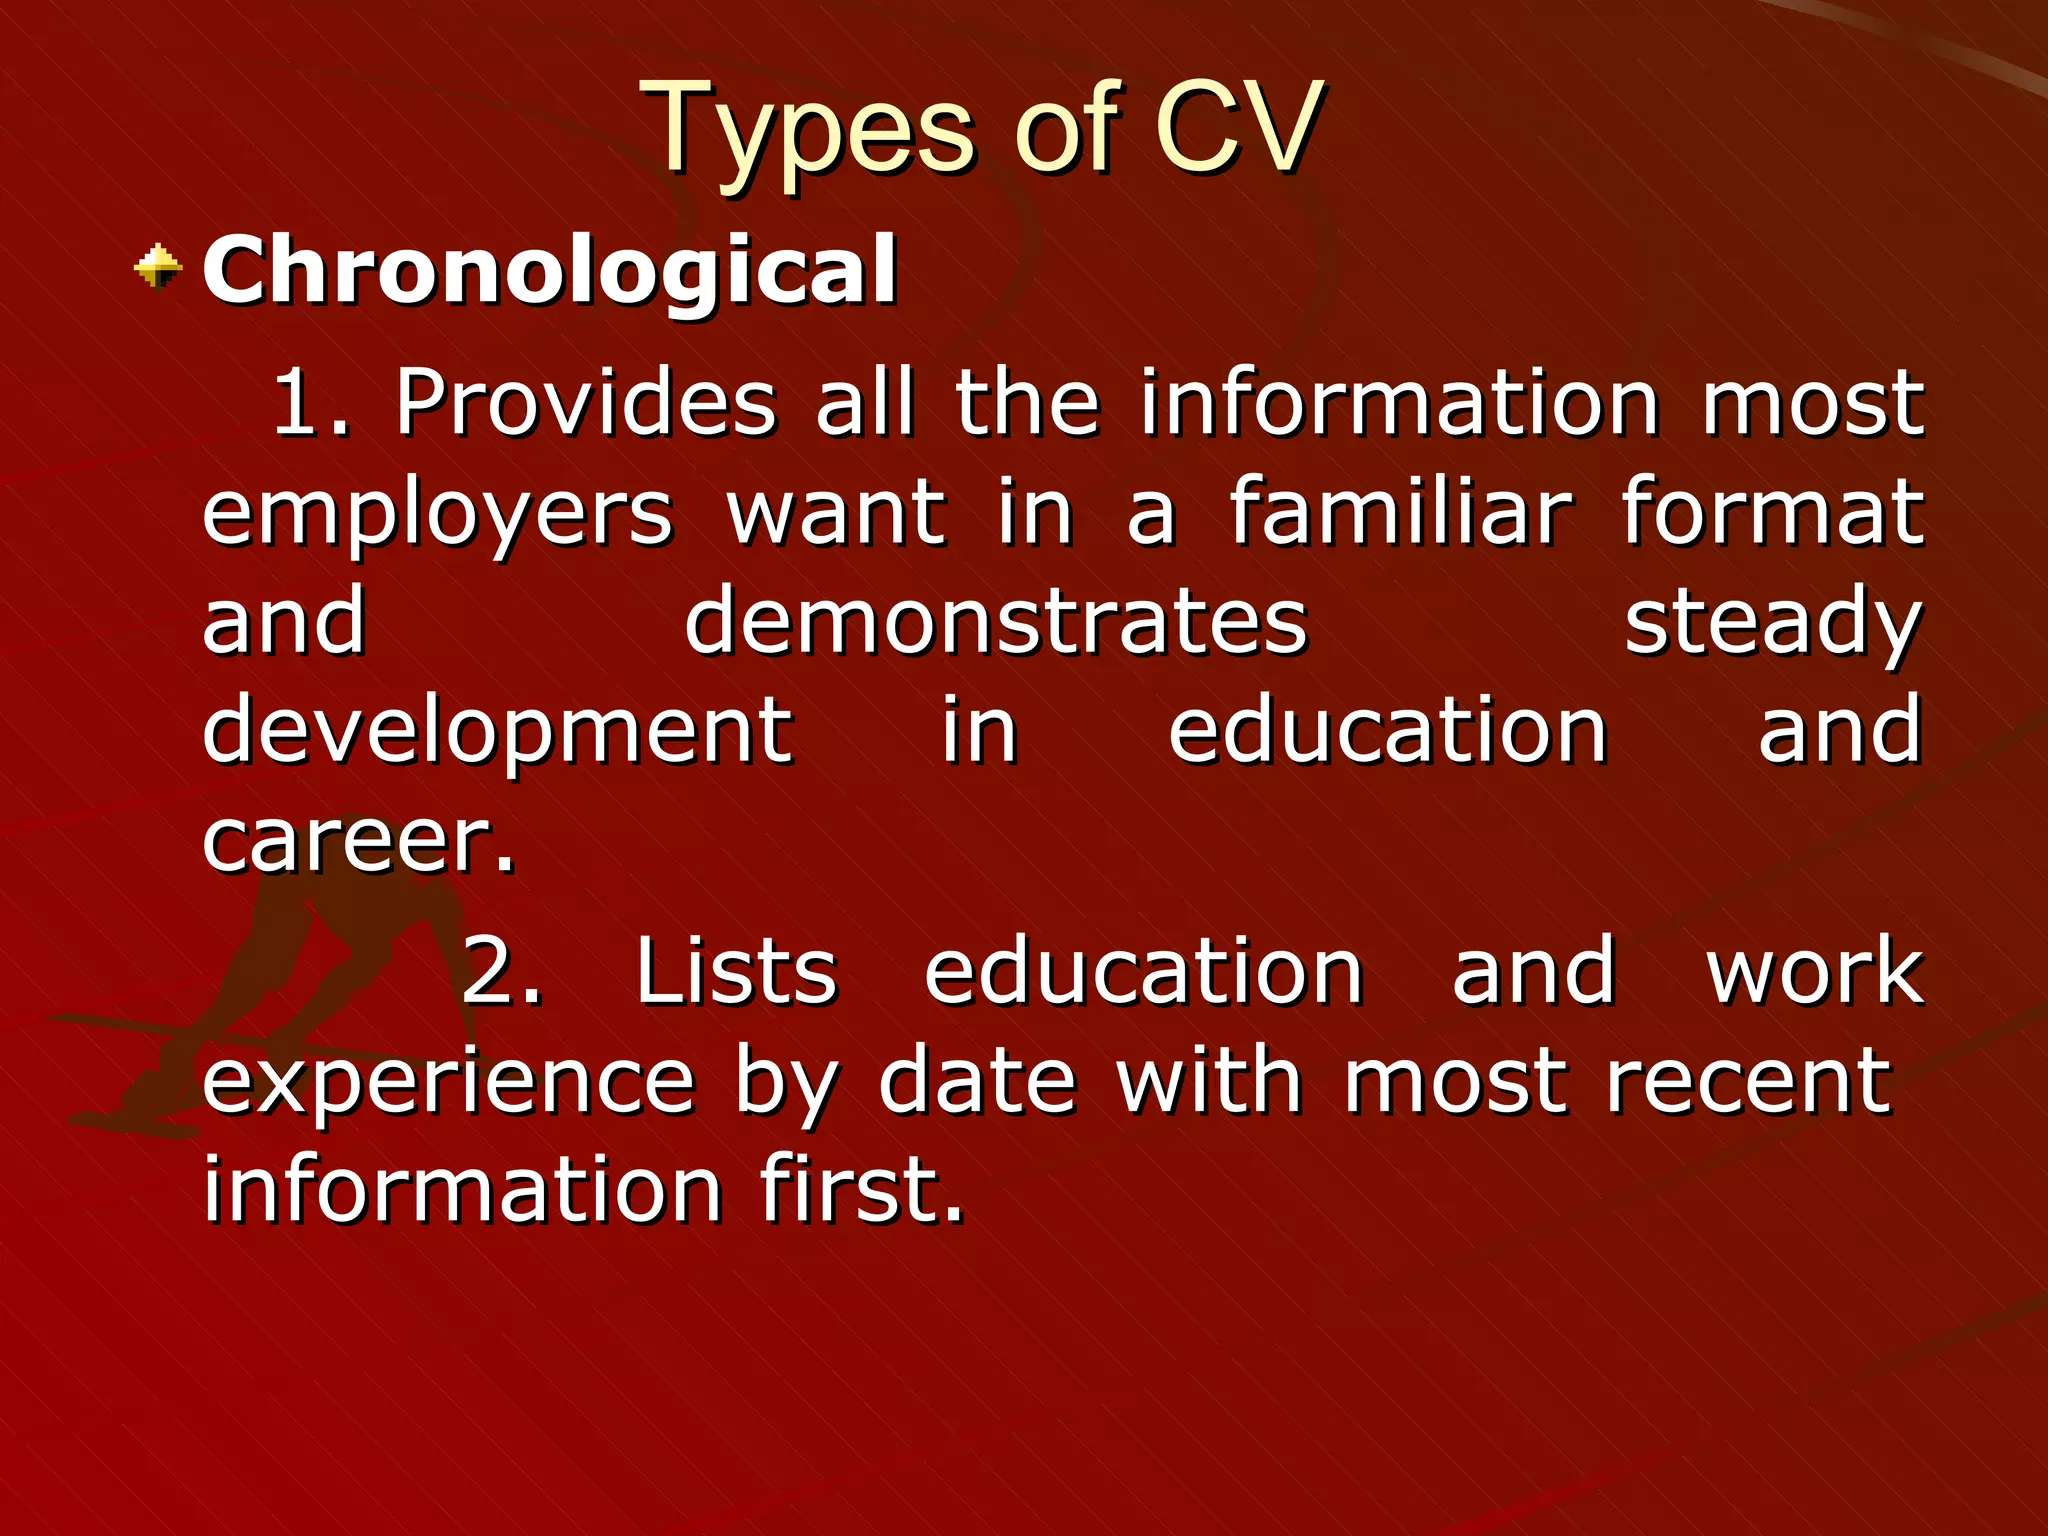 Types of CV
Chronological
1. Provides all the information most
employers want in a familiar format
and demonstrates steady
development in education and
career.
2. Lists education and work
experience by date with most recent
information first.